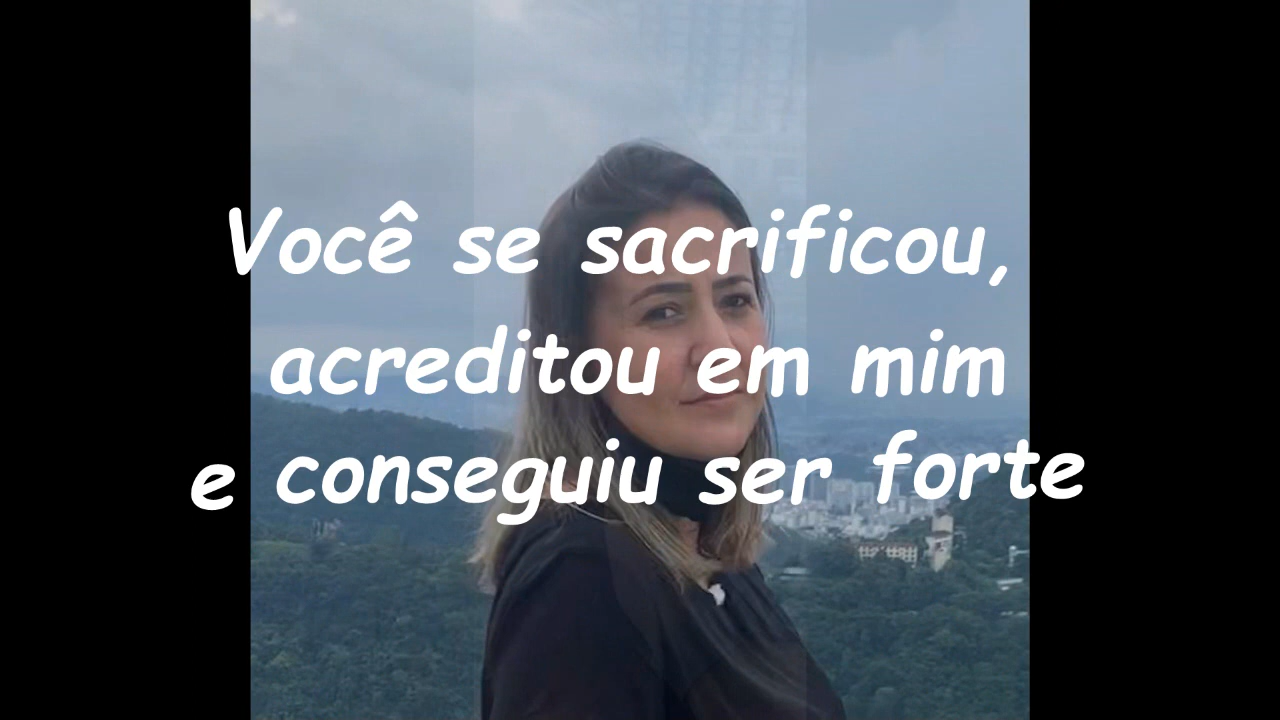 Você se sacrificou,
acreditou em mim
e conseguiu ser forte